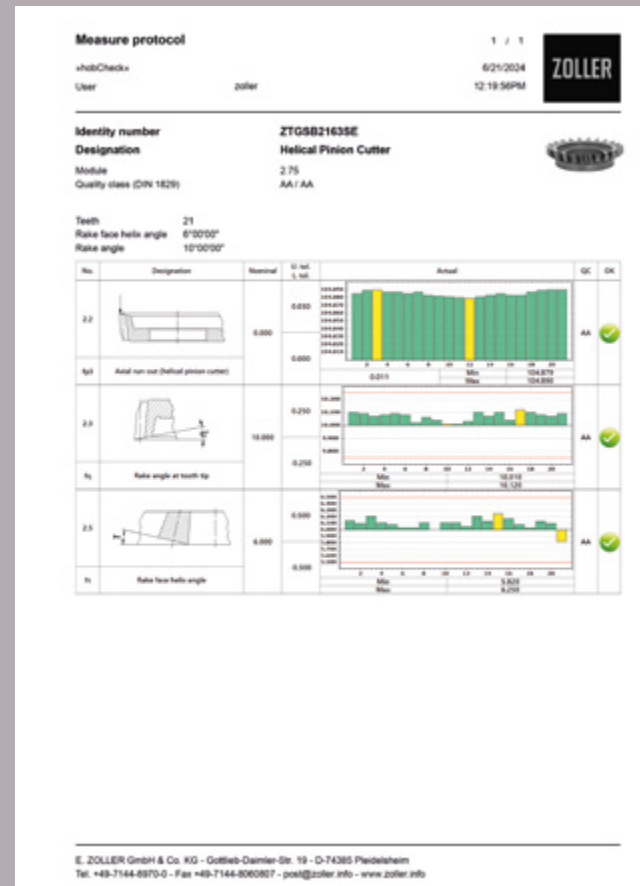 Measure protocol
1 / 1
»hobCheck«
6/21/2024
User
zoller
12:19:56PM
ZOLLER
Identity number
ZTGSB2163SE
Designation
Helical Pinion Cutter
Module
2.75
Quality class (DIN 1829)
AA / AA
Teeth
21
Rake face helix angle
6°00'00"
Rake angle
10°00'00"
No.
Designation
Nominal
U. tol.
L. tol.
Actual
QC
OK
2.2
0.000
0.000
AA
Axial run out (helical pinion cutter)
0.011
Min
104.879
Max
104.890
2.3
10.000
0.250
-0.250
AA
Rake angle at tooth tip
Min
10.010
Max
10.120
2.5
6.000
0.500
-0.500
AA
Rake face helix angle
Min
5.820
Max
6.250
E. ZOLLER GmbH & Co. KG - Gottlieb-Daimler-Str. 19 - D-74385 Pleidelsheim
Tel. +49-7144-8970-0 - Fax +49-7144-8060807 - post@zoller.info - www.zoller.info